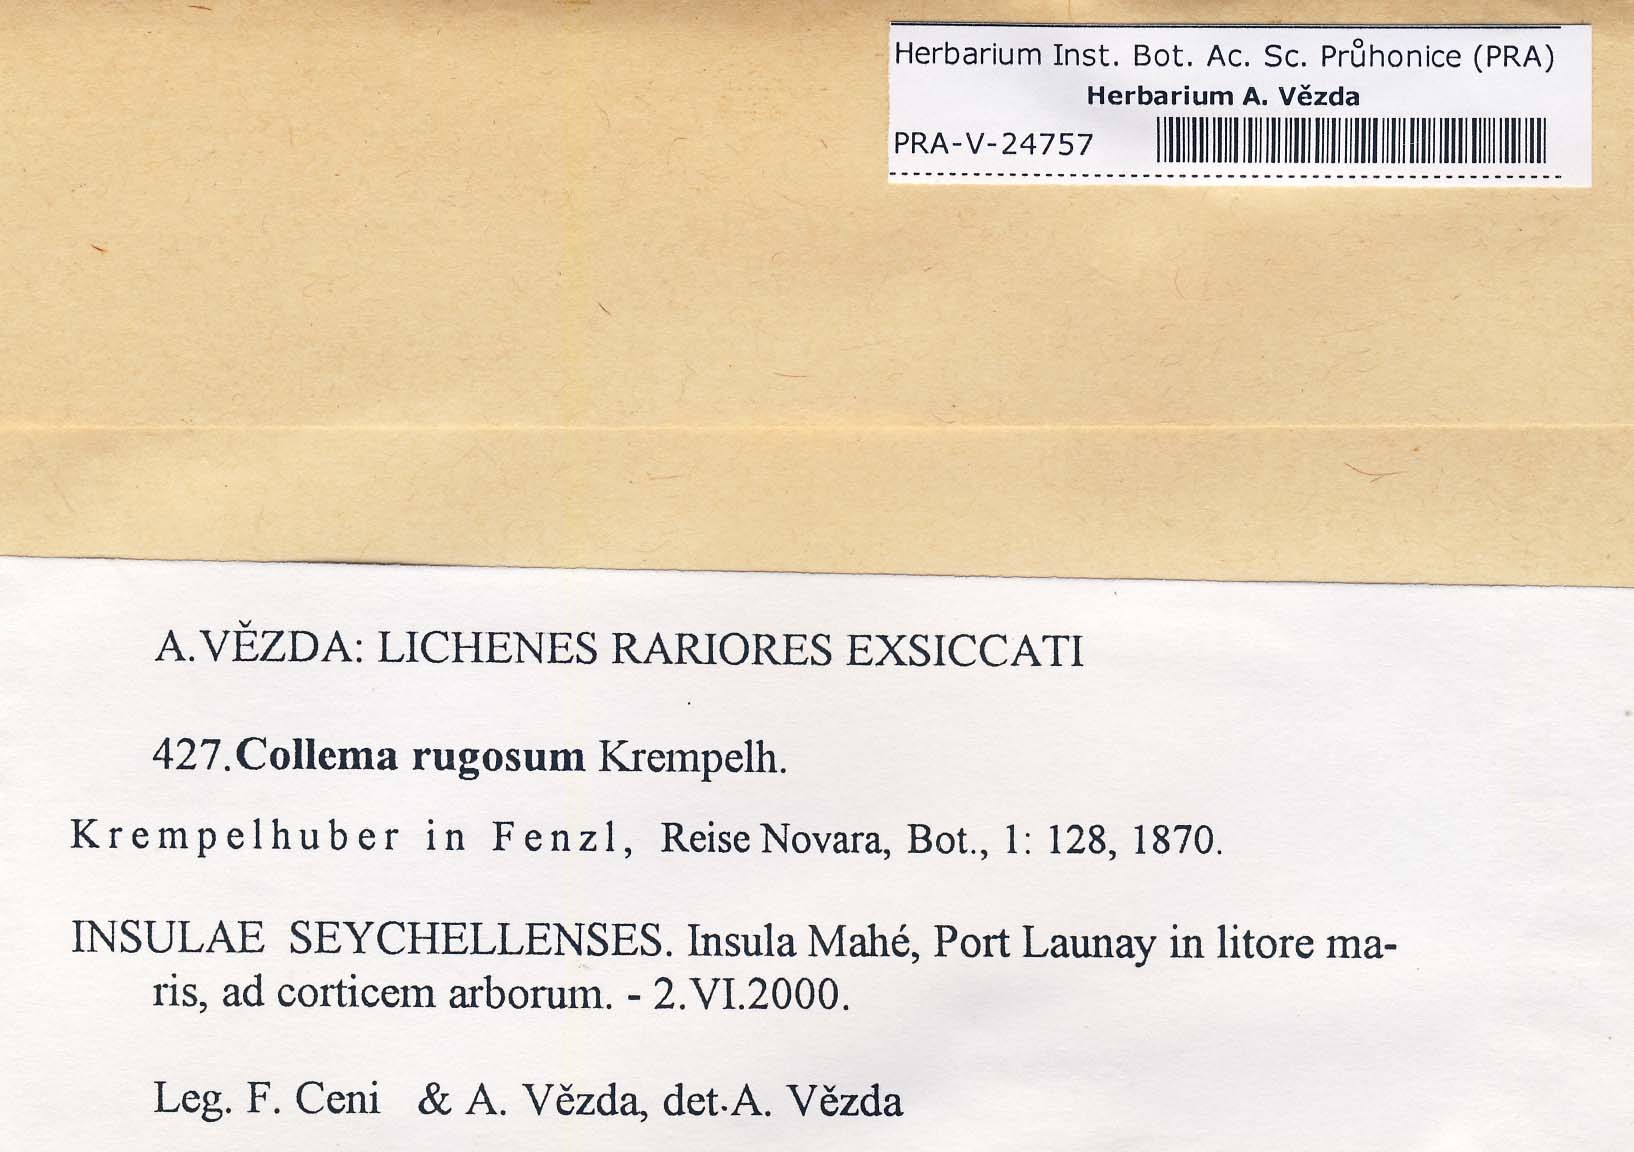 Herbarium Inst. Bot. Ac. Sc. Průhonice (PRA)
Herbarium A. Vězda
PRA-V-24757
A. VĚZDA: LICHENES RARIORES EXSICCATI
427. Collema rugosum Krempelh.
Krempelhuber in Fenzl, Reise Novara, Bot., 1: 128, 1870.
INSULAE SEYCHELLENSES. Insula Mahé, Port Launay in litore ma-
ris, ad corticem arborum. - 2.VI.2000.
Leg. F. Ceni & A. Vězda, det. A. Vězda